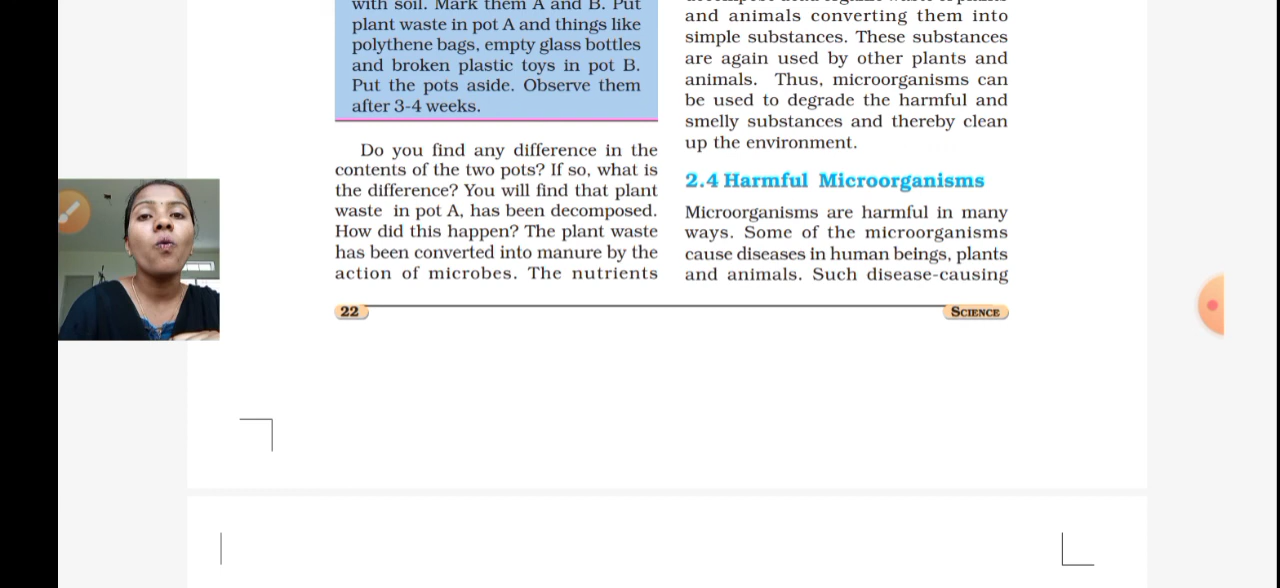 with soil. Mark them A and B. Put
plant waste in pot A and things like
polythene bags, empty glass bottles
and broken plastic toys in pot B.
Put the pots aside. Observe them
after 3-4 weeks.
Do you find any difference in the
contents of the two pots? If so, what is
the difference? You will find that plant
waste in pot A, has been decomposed.
How did this happen? The plant waste
has been converted into manure by the
action of microbes. The nutrients
and animals converting them into
simple substances. These substances
are again used by other plants and
animals. Thus, microorganisms can
be used to degrade the harmful and
smelly substances and thereby clean
up the environment.
2.4 Harmful Microorganisms
Microorganisms are harmful in many
ways. Some of the microorganisms
cause diseases in human beings, plants
and animals. Such disease-causing
22
SCIENCE